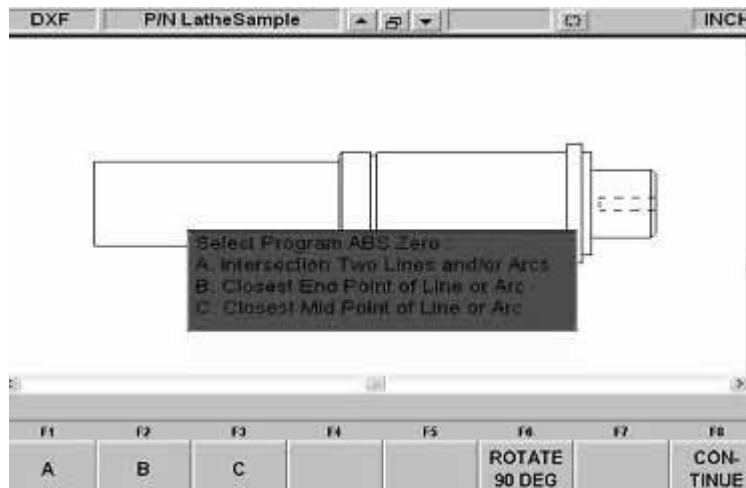 DXF P/N LatheSample INCH
Select Program ABS Zero :
A. Intersection Two Lines and/or Arcs
B. Closest End Point of Line or Arc
C. Closest Mid Point of Line or Arc
F1 F2 F3 F4 F5 F6 F7 F8
A B C ROTATE 90 DEG CON-TINUE